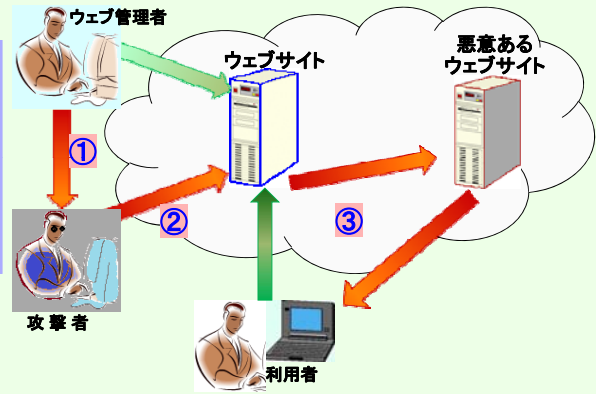 ウェブ管理者
ウェブサイト
悪意ある
ウェブサイト
①
②
③
攻撃者
利用者